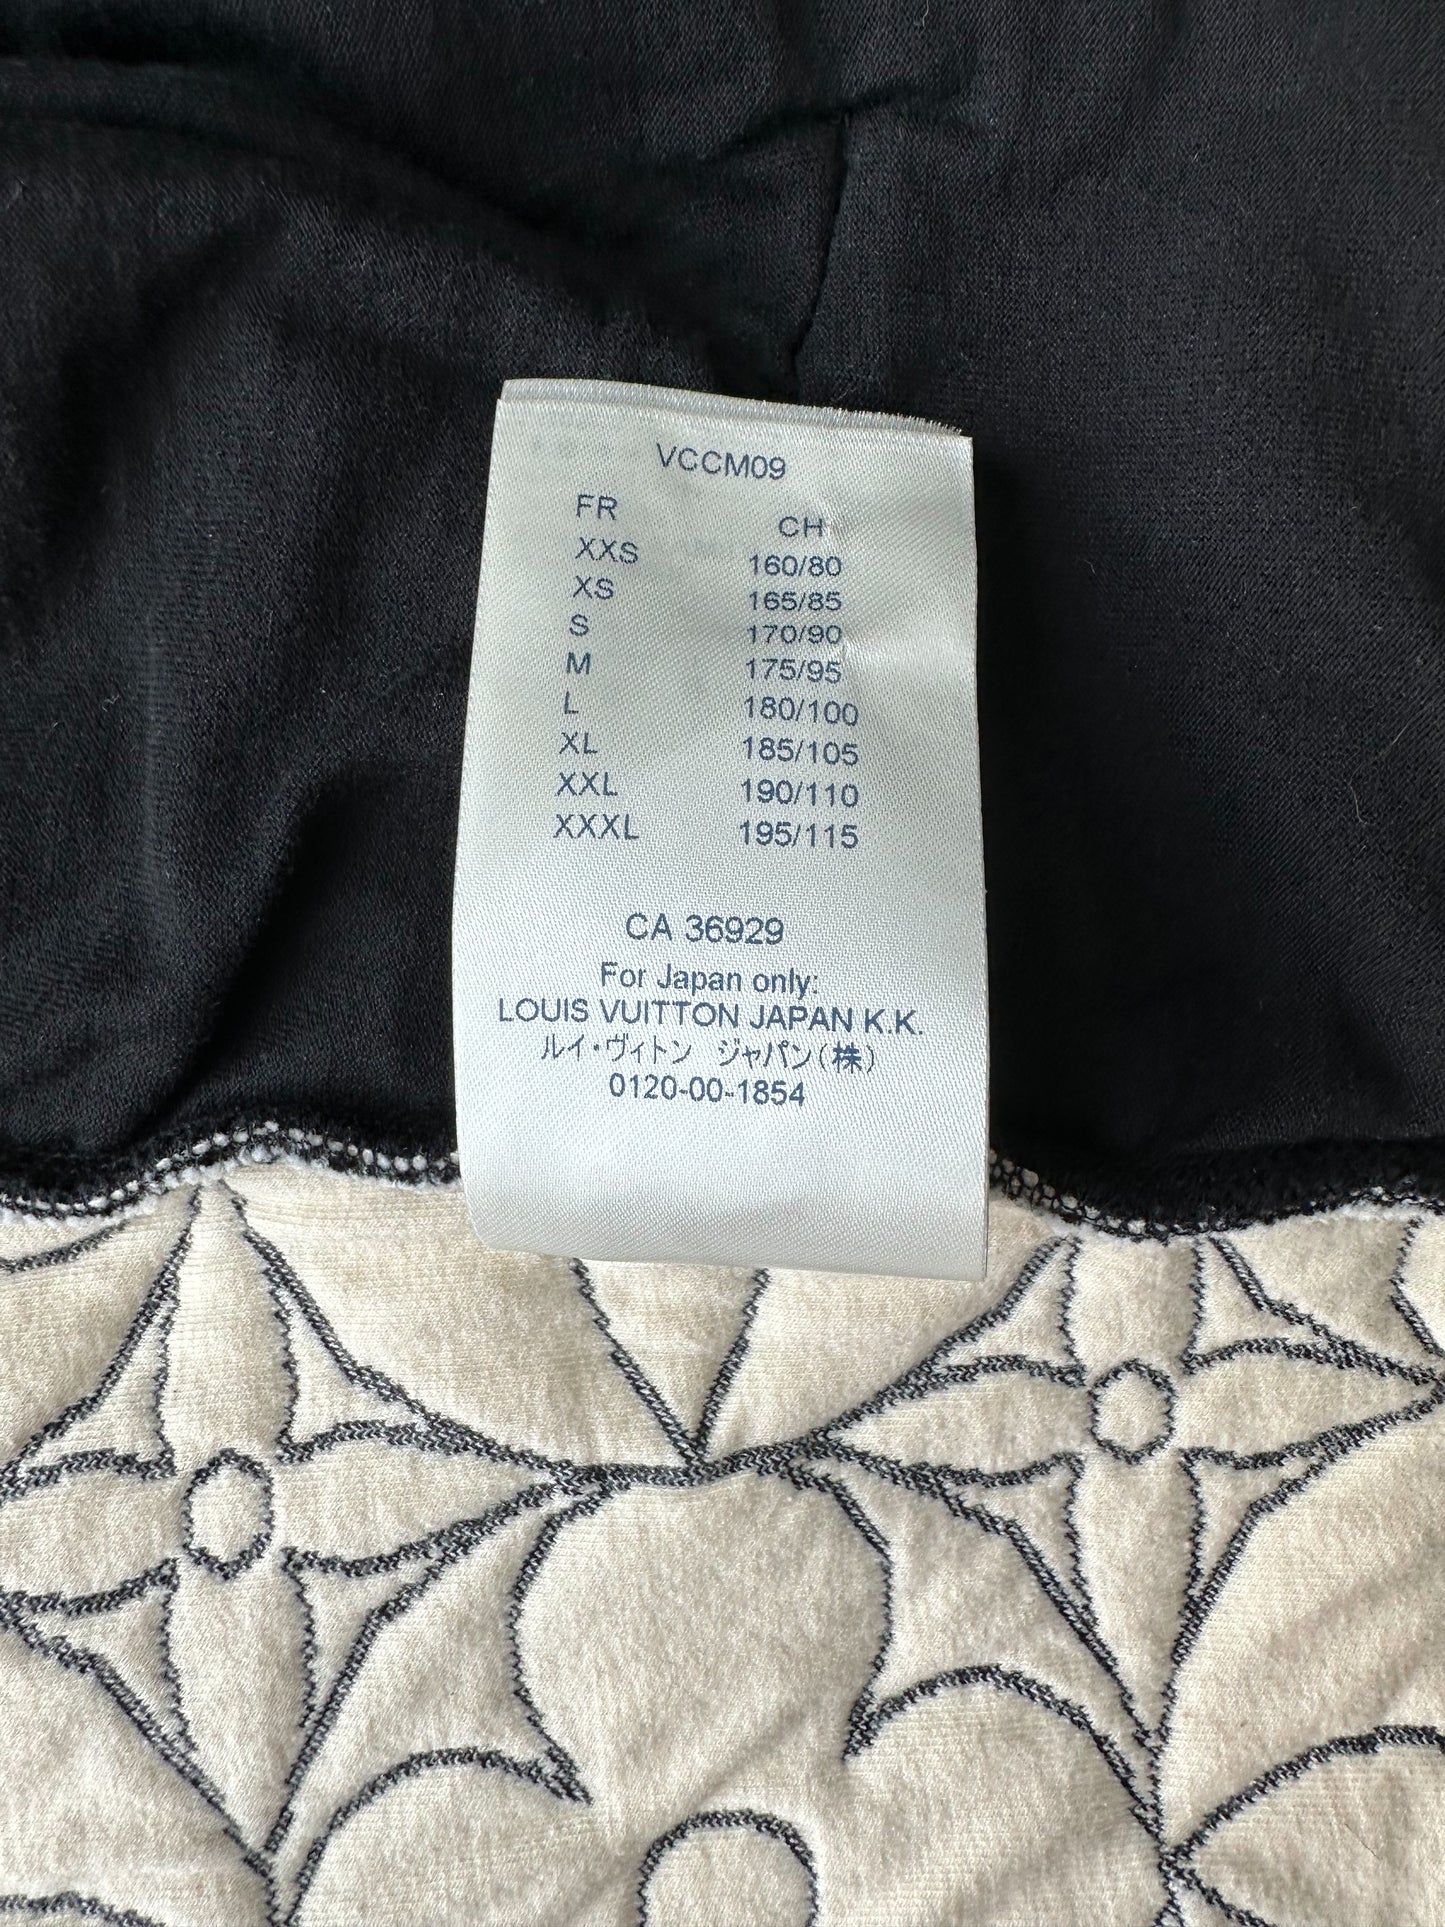 VCCM09
FR CH
XXS 160/80
XS 165/85
S 170/90
M 175/95
L 180/100
XL 185/105
XXL 190/110
XXXL 195/115
CA 36929
For Japan only:
LOUIS VUITTON JAPAN K.K.
ルイ・ヴィトン ジャパン(株)
0120-00-1854